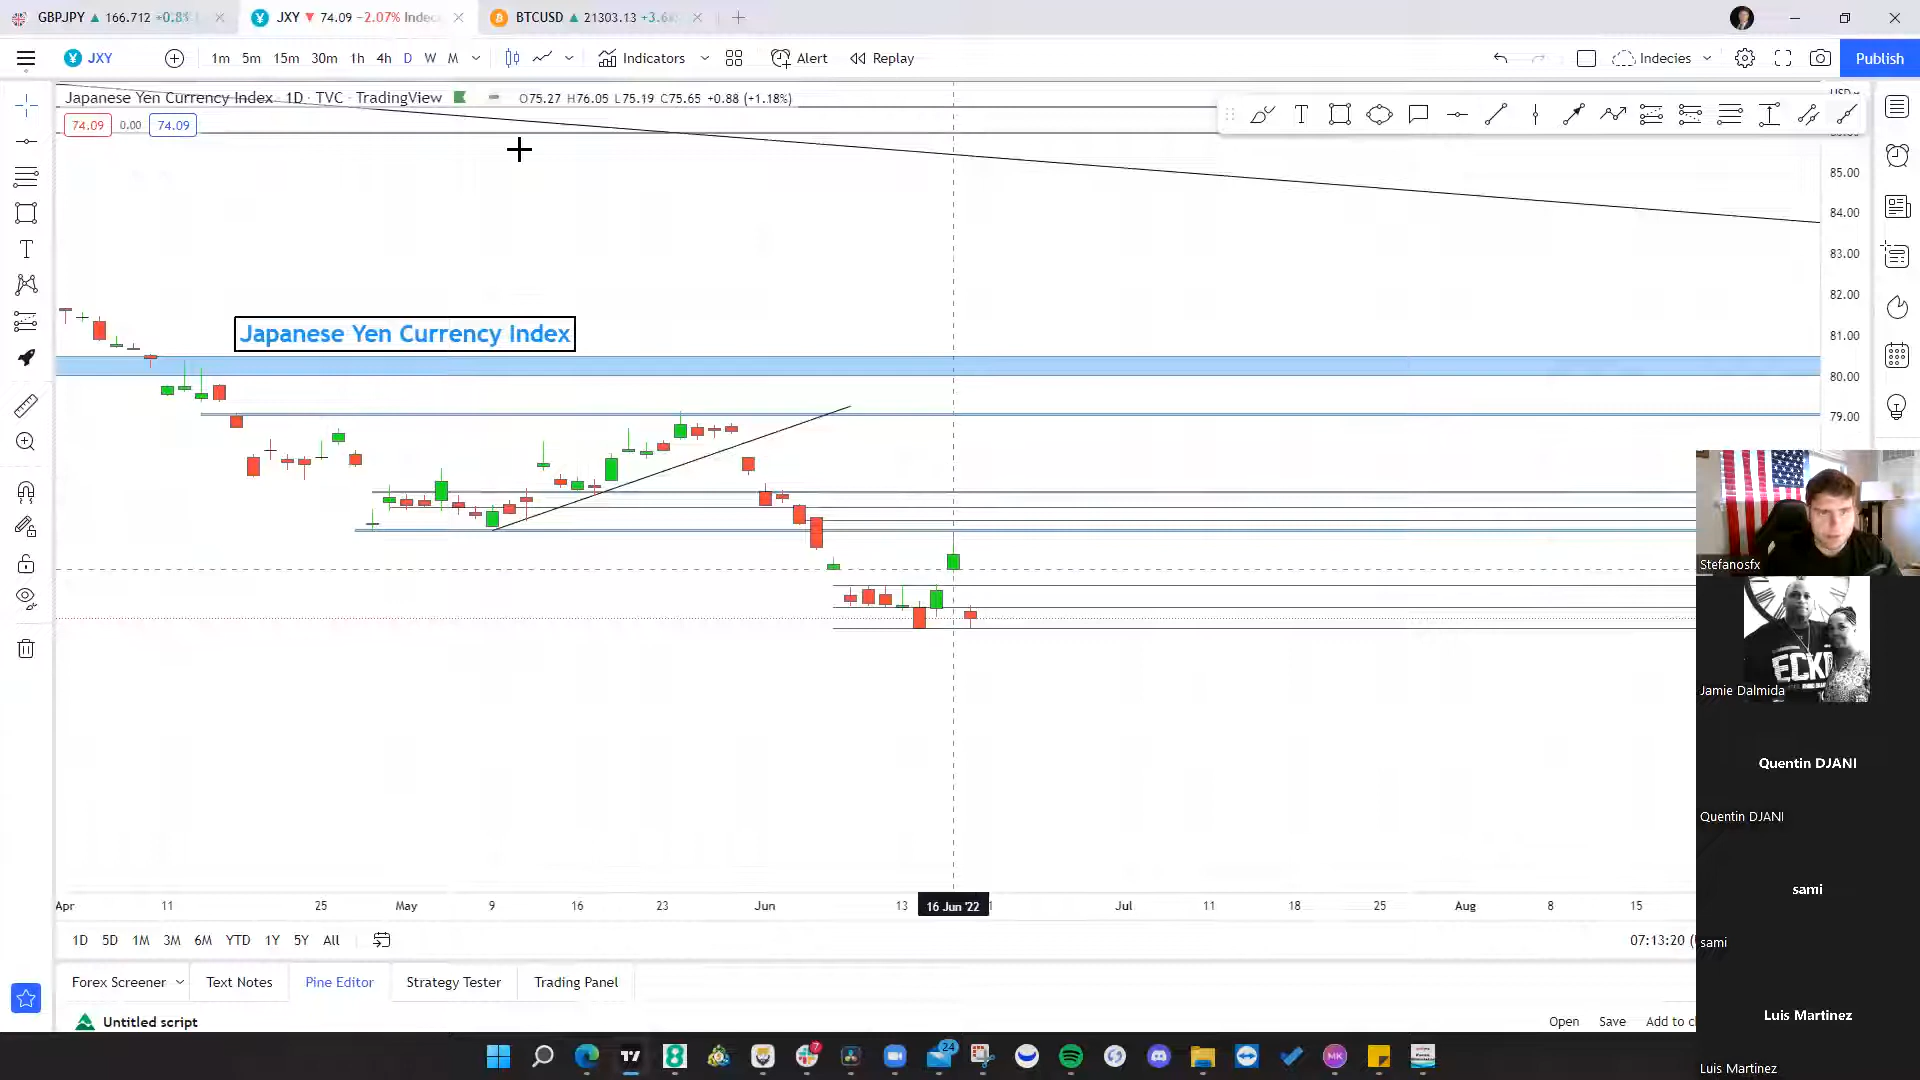 GBPJPY ▲ 166.712 +0.8%
JXY ▼ 74.09 −2.07% Indec
BTCUSD ▲ 21303.13 +3.6
JXY
1m 5m 15m 30m 1h 4h D W M
Indicators
Alert
Replay
Indecies
Publish
Japanese Yen Currency Index · 1D · TVC · TradingView
O75.27 H76.05 L75.19 C75.65 +0.88 (+1.18%)
74.09 0.00 74.09
85.00
84.00
83.00
82.00
81.00
80.00
79.00
Japanese Yen Currency Index
Stefanosfx
ECK
Jamie Dalmida
Quentin DJANI
Quentin DJANI
sami
sami
Luis Martinez
Luis Martinez
Apr 11 25 May 9 16 23 Jun 13 16 Jun '22 Jul 11 18 25 Aug 8 15
1D 5D 1M 3M 6M YTD 1Y 5Y All
07:13:20
Forex Screener Text Notes Pine Editor Strategy Tester Trading Panel
Untitled script
Open Save Add to c
7
24
MK